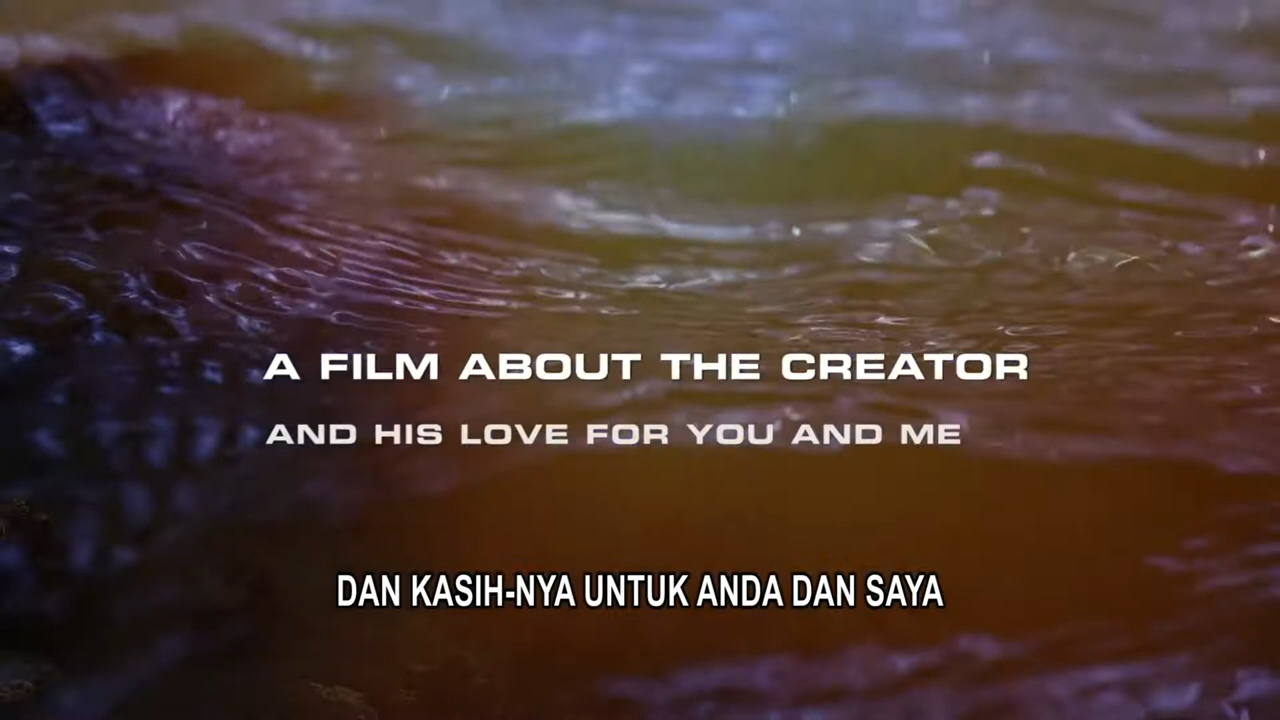 A FILM ABOUT THE CREATOR
AND HIS LOVE FOR YOU AND ME
DAN KASIH-NYA UNTUK ANDA DAN SAYA